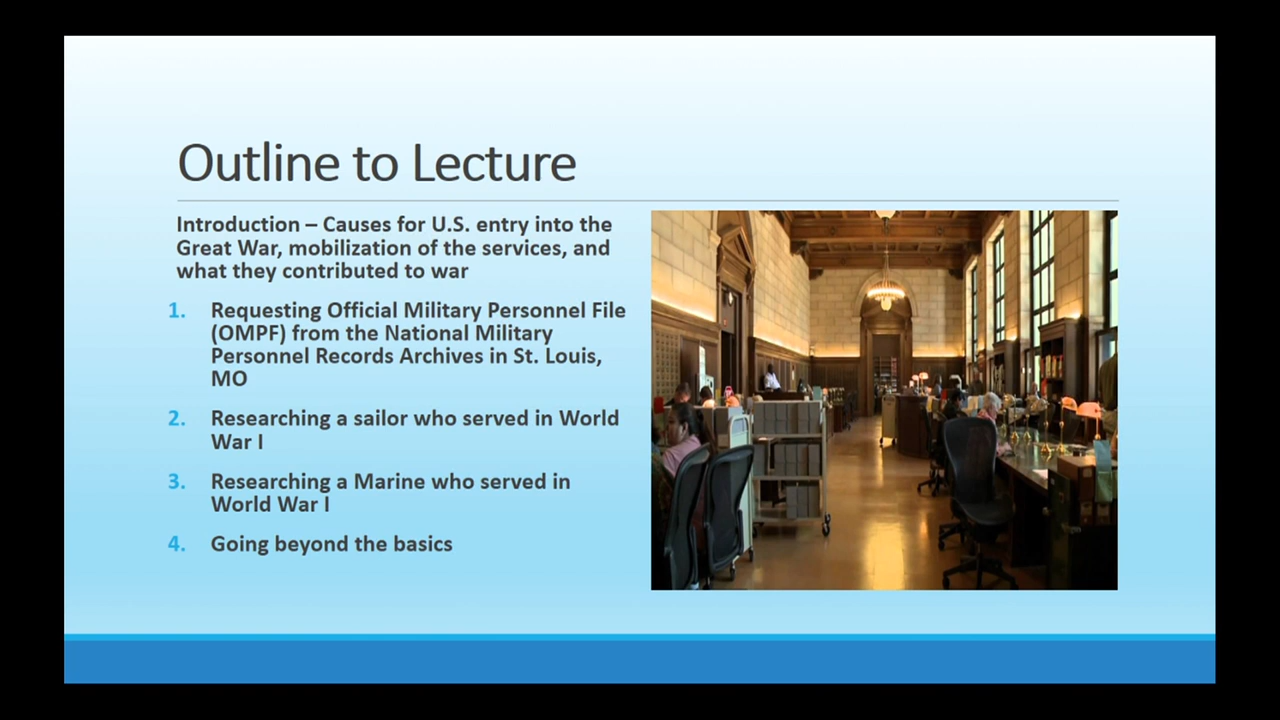 Outline to Lecture
Introduction – Causes for U.S. entry into the
Great War, mobilization of the services, and
what they contributed to war
1. Requesting Official Military Personnel File
(OMPF) from the National Military
Personnel Records Archives in St. Louis,
MO
2. Researching a sailor who served in World
War I
3. Researching a Marine who served in
World War I
4. Going beyond the basics